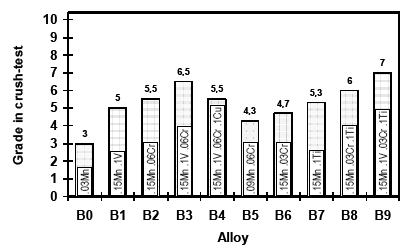 Grade in crush-test
10
9
8
7
6
5
4
3
2
1
0
3
5
5,5
6,5
5,5
4,3
4,7
5,3
6
7
.03Mn
.15Mn .1V
.15Mn .06Cr
.15Mn .1V .06Cr
.15Mn .1V .06Cr .1Cu
.09Mn .06Cr
.15Mn .03Cr
.15Mn .1Ti
.15Mn .03Cr .1Ti
.15Mn .1V .03Cr .1Ti
B0 B1 B2 B3 B4 B5 B6 B7 B8 B9
Alloy